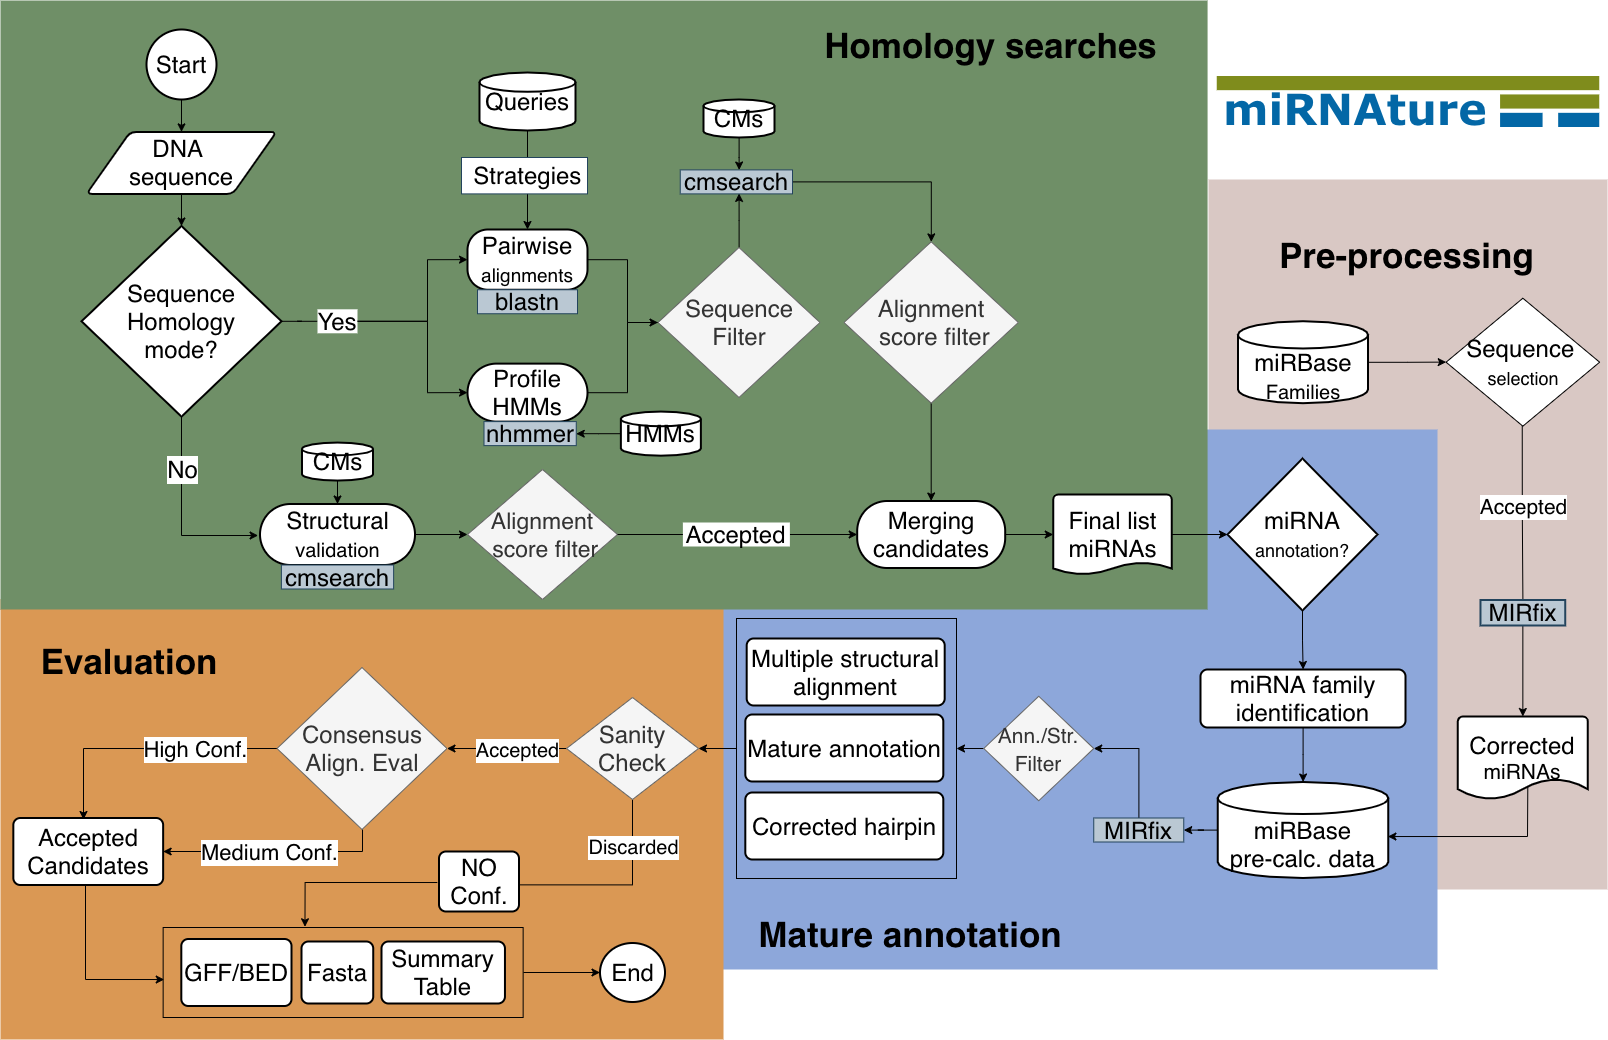 Homology searches
Start
DNA
sequence
Sequence
Homology
mode?
Yes
No
Queries
Strategies
Pairwise
alignments
blastn
Profile
HMMs
nhmmer
HMMs
CMs
cmsearch
Sequence
Filter
Alignment
score filter
CMs
Structural
validation
cmsearch
Alignment
score filter
Accepted
Merging
candidates
Final list
miRNAs
miRNAture
Pre-processing
miRBase
Families
Sequence
selection
Accepted
MIRfix
Corrected
miRNAs
miRNA
annotation?
miRNA family
identification
miRBase
pre-calc. data
MIRfix
Ann./Str.
Filter
Multiple structural
alignment
Mature annotation
Corrected hairpin
Mature annotation
Evaluation
Sanity
Check
Accepted
Discarded
Consensus
Align. Eval
High Conf.
Medium Conf.
Accepted
Candidates
NO
Conf.
GFF/BED
Fasta
Summary
Table
End